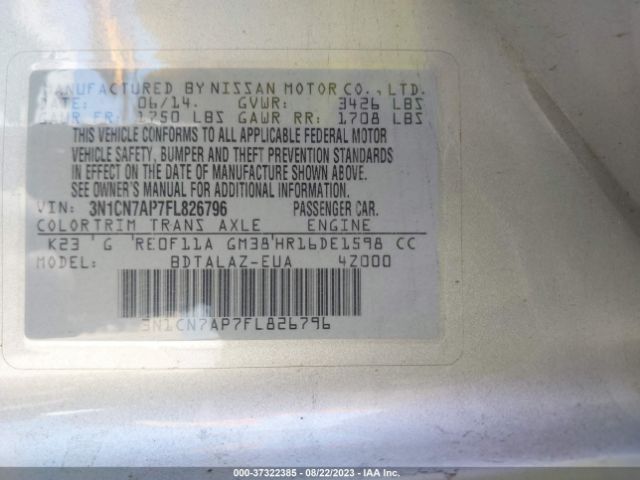 MANUFACTURED BY NISSAN MOTOR CO., LTD.
DATE: 06/14. GVWR: 3426 LBS
GAWR FR: 1750 LBS GAWR RR: 1708 LBS
THIS VEHICLE CONFORMS TO ALL APPLICABLE FEDERAL MOTOR
VEHICLE SAFETY, BUMPER AND THEFT PREVENTION STANDARDS
IN EFFECT ON THE DATE OF MANUFACTURE SHOWN ABOVE.
SEE OWNER'S MANUAL FOR ADDITIONAL INFORMATION.
VIN: 3N1CN7AP7FL826796 PASSENGER CAR.
COLORTRIM TRANS AXLE ENGINE
K23 'G 'RE0F11A GM38'HR16DE1598 CC
MODEL: BDTALAZ-EUA 4Z000
3N1CN7AP7FL826796
000-37322385 - 08/22/2023 - IAA Inc.